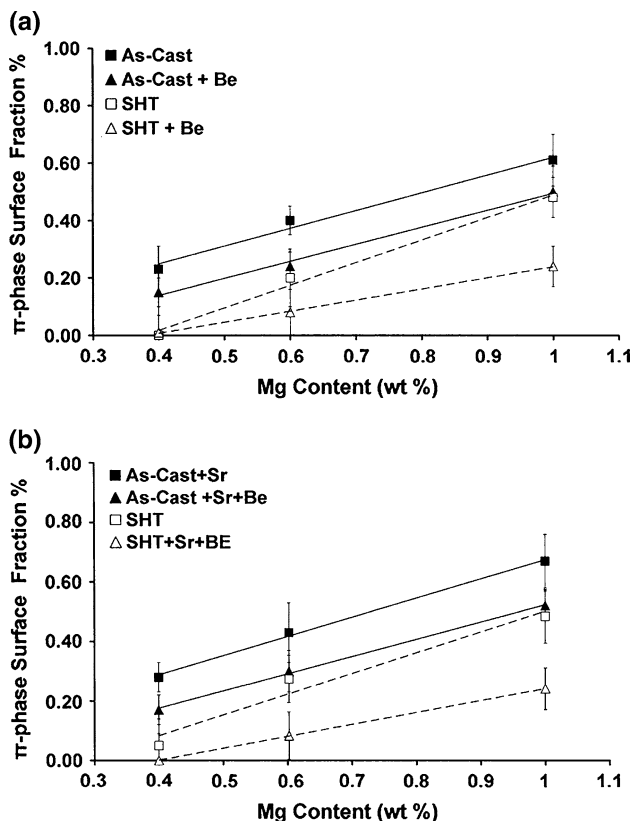 (a)
1.00
0.80
0.60
0.40
0.20
0.00
π-phase Surface Fraction %
As-Cast
As-Cast + Be
SHT
SHT + Be
0.3 0.4 0.5 0.6 0.7 0.8 0.9 1 1.1
Mg Content (wt %)
(b)
1.00
0.80
0.60
0.40
0.20
0.00
π-phase Surface Fraction %
As-Cast+Sr
As-Cast +Sr+Be
SHT
SHT+Sr+BE
0.3 0.4 0.5 0.6 0.7 0.8 0.9 1 1.1
Mg Content (wt %)